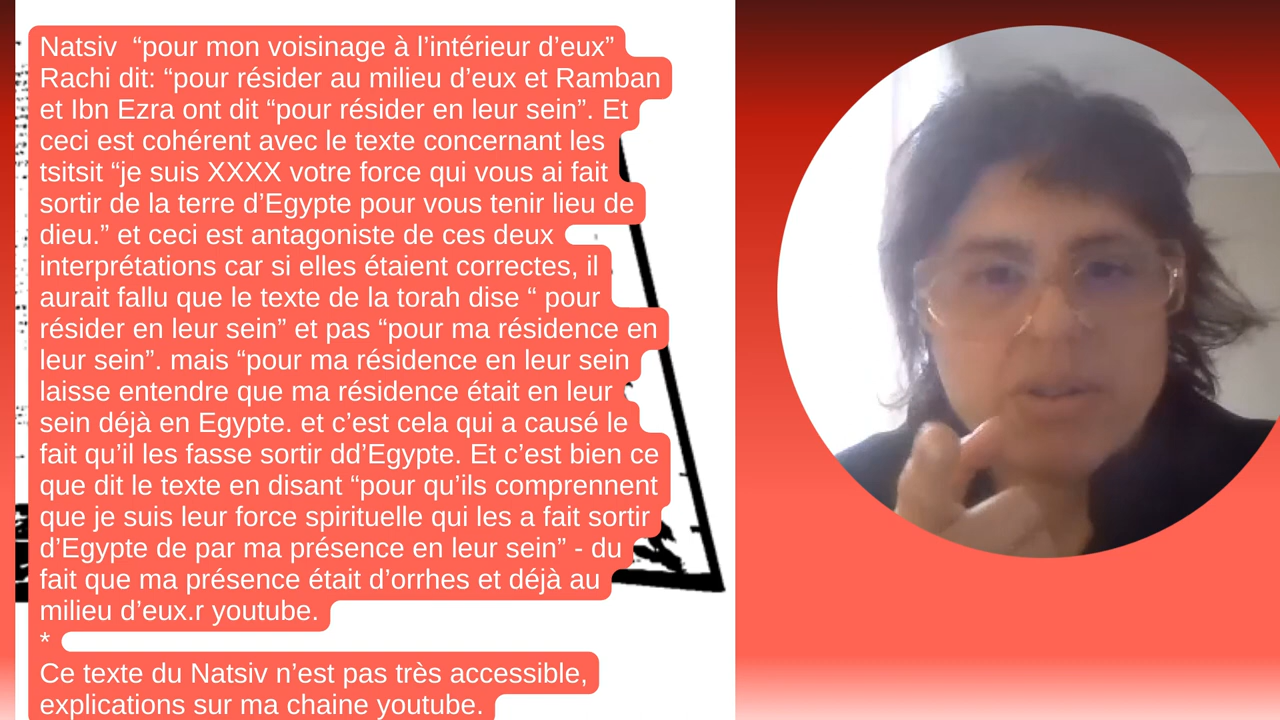 Natsiv  “pour mon voisinage à l’intérieur d’eux”
Rachi dit: “pour résider au milieu d’eux et Ramban
et Ibn Ezra ont dit “pour résider en leur sein”. Et
ceci est cohérent avec le texte concernant les
tsitsit “je suis XXXX votre force qui vous ai fait
sortir de la terre d’Egypte pour vous tenir lieu de
dieu.” et ceci est antagoniste de ces deux
interprétations car si elles étaient correctes, il
aurait fallu que le texte de la torah dise “ pour
résider en leur sein” et pas “pour ma résidence en
leur sein”. mais “pour ma résidence en leur sein
laisse entendre que ma résidence était en leur
sein déjà en Egypte. et c’est cela qui a causé le
fait qu’il les fasse sortir dd’Egypte. Et c’est bien ce
que dit le texte en disant “pour qu’ils comprennent
que je suis leur force spirituelle qui les a fait sortir
d’Egypte de par ma présence en leur sein” - du
fait que ma présence était d’orrhes et déjà au
milieu d’eux.r youtube.
*
Ce texte du Natsiv n’est pas très accessible,
explications sur ma chaine youtube.